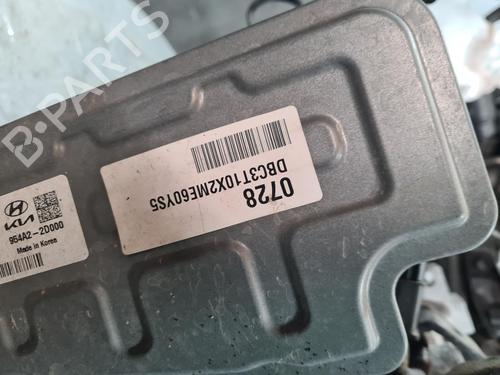 B-PARTS
KIA
954A2-2D000
Made in Korea
0728
DBC3T10X2ME60YS5